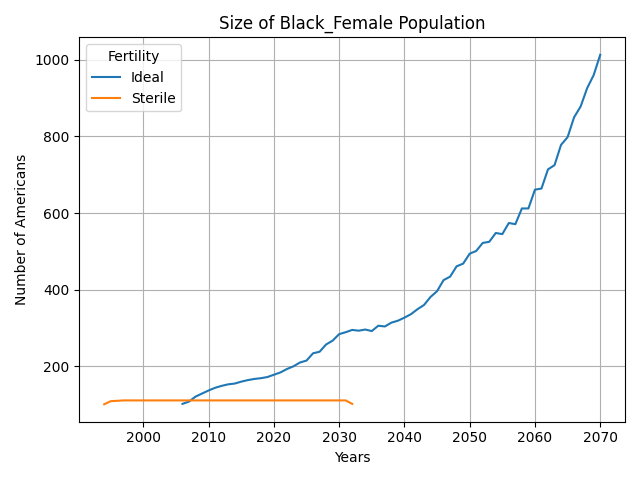 Size of Black_Female Population
Fertility
Ideal
Sterile
Number of Americans
1000
800
600
400
200
2000 2010 2020 2030 2040 2050 2060 2070
Years